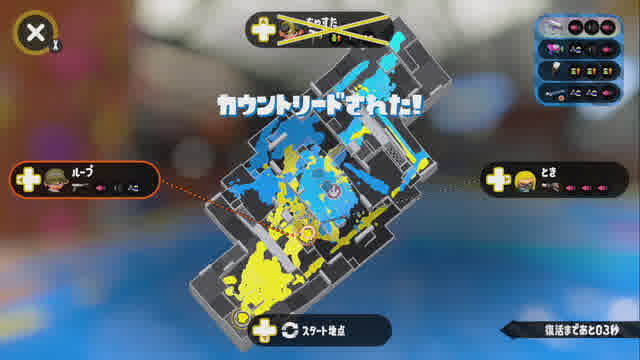 ちゃすた
カウントリードされた!
ループ
とき
スタート地点
復活まであと03秒